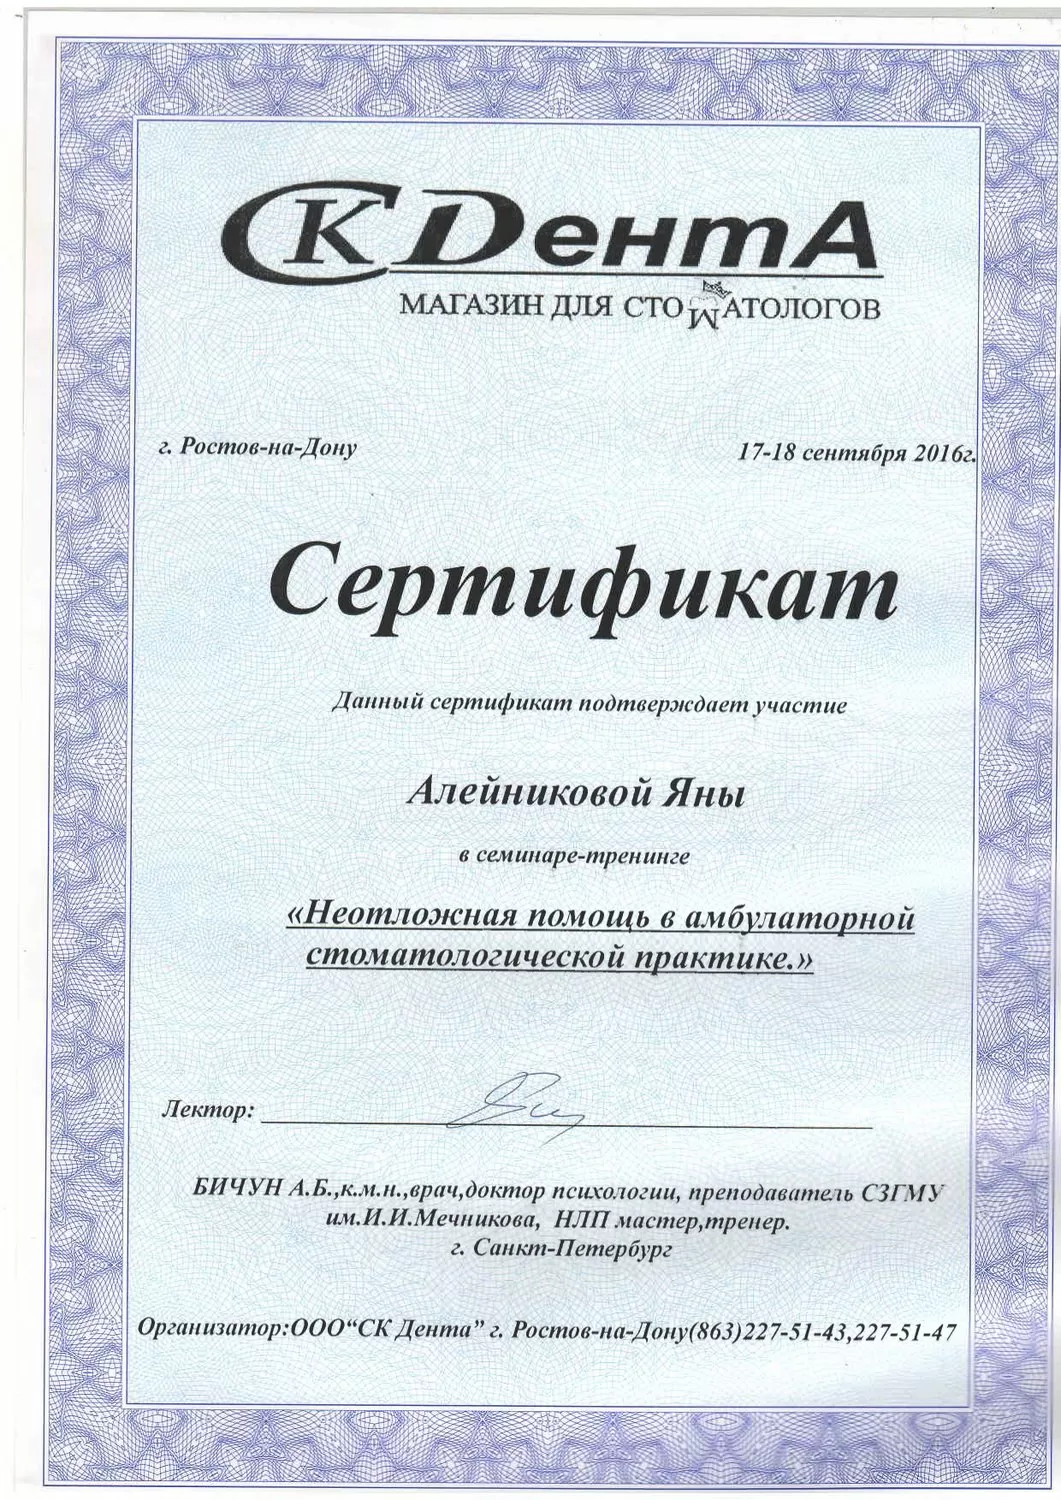 СК ДентА
МАГАЗИН ДЛЯ СТОМАТОЛОГОВ
г. Ростов-на-Дону 17-18 сентября 2016г.
Сертификат
Данный сертификат подтверждает участие
Алейниковой Яны
в семинаре-тренинге
«Неотложная помощь в амбулаторной
стоматологической практике.»
Лектор:
БИЧУН А.Б.,к.м.н.,врач,доктор психологии, преподаватель СЗГМУ
им.И.И.Мечникова, НЛП мастер,тренер.
г. Санкт-Петербург
Организатор:ООО“СК Дента” г. Ростов-на-Дону(863)227-51-43,227-51-47